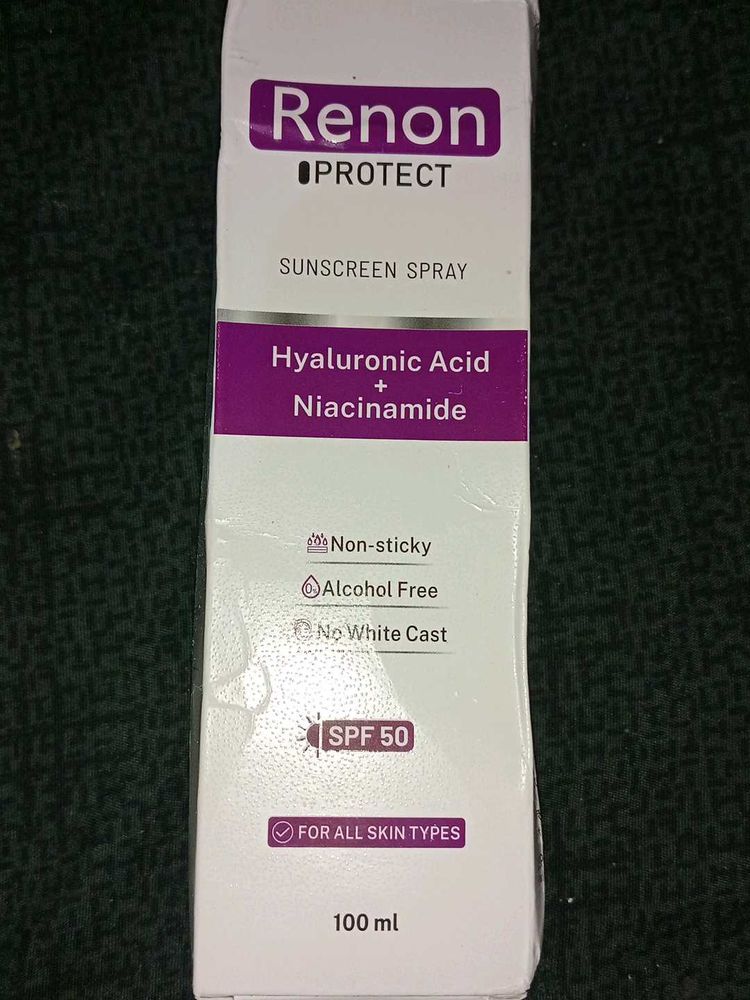 Renon
PROTECT
SUNSCREEN SPRAY
Hyaluronic Acid
+
Niacinamide
Non-sticky
0% Alcohol Free
No White Cast
SPF 50
FOR ALL SKIN TYPES
100 ml